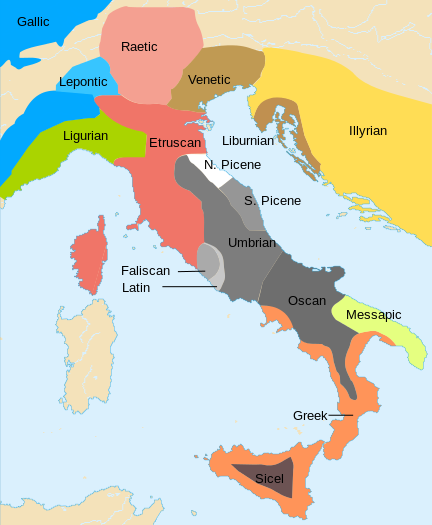 Gallic
Raetic
Lepontic
Venetic
Ligurian
Etruscan
Liburnian
Illyrian
N. Picene
S. Picene
Umbrian
Faliscan
Latin
Oscan
Messapic
Greek
Sicel